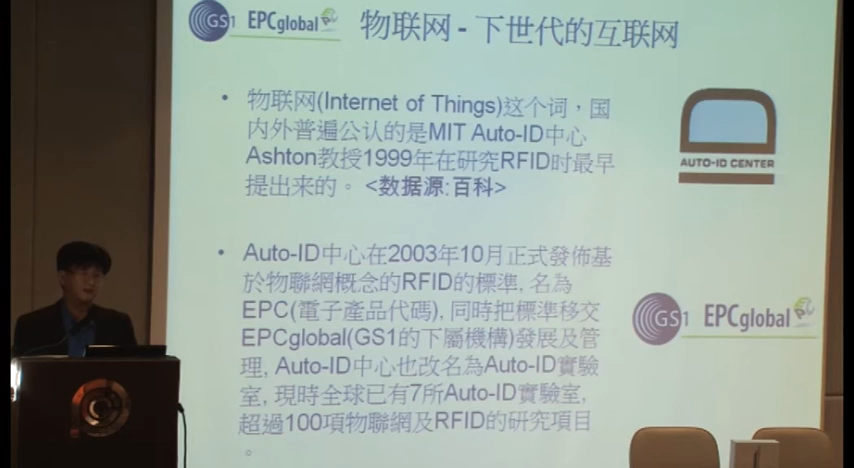 GS1 EPCglobal 物联网 - 下世代的互联网
• 物联网(Internet of Things)这个词，国
内外普遍公认的是MIT Auto-ID中心
Ashton教授1999年在研究RFID时最早
提出来的。 <数据源:百科>
AUTO-ID CENTER
• Auto-ID中心在2003年10月正式發佈基
於物聯網概念的RFID的標準, 名為
EPC(電子產品代碼), 同時把標準移交
EPCglobal(GS1的下屬機構)發展及管
理, Auto-ID中心也改名為Auto-ID實驗
室, 現時全球已有7所Auto-ID實驗室,
超過100項物聯網及RFID的研究項目
。
GS1 EPCglobal